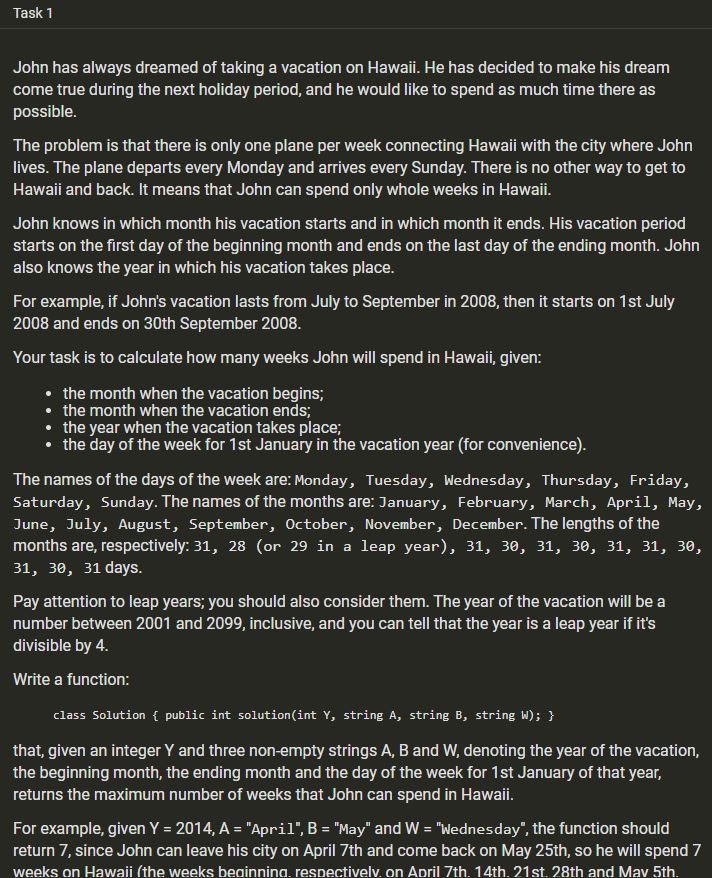 Task 1
John has always dreamed of taking a vacation on Hawaii. He has decided to make his dream
come true during the next holiday period, and he would like to spend as much time there as
possible.
The problem is that there is only one plane per week connecting Hawaii with the city where John
lives. The plane departs every Monday and arrives every Sunday. There is no other way to get to
Hawaii and back. It means that John can spend only whole weeks in Hawaii.
John knows in which month his vacation starts and in which month it ends. His vacation period
starts on the first day of the beginning month and ends on the last day of the ending month. John
also knows the year in which his vacation takes place.
For example, if John's vacation lasts from July to September in 2008, then it starts on 1st July
2008 and ends on 30th September 2008.
Your task is to calculate how many weeks John will spend in Hawaii, given:
• the month when the vacation begins;
• the month when the vacation ends;
• the year when the vacation takes place;
• the day of the week for 1st January in the vacation year (for convenience).
The names of the days of the week are: Monday, Tuesday, Wednesday, Thursday, Friday,
Saturday, Sunday. The names of the months are: January, February, March, April, May,
June, July, August, September, October, November, December. The lengths of the
months are, respectively: 31, 28 (or 29 in a leap year), 31, 30, 31, 30, 31, 31, 30,
31, 30, 31 days.
Pay attention to leap years; you should also consider them. The year of the vacation will be a
number between 2001 and 2099, inclusive, and you can tell that the year is a leap year if it's
divisible by 4.
Write a function:
class Solution { public int solution(int Y, string A, string B, string W); }
that, given an integer Y and three non-empty strings A, B and W, denoting the year of the vacation,
the beginning month, the ending month and the day of the week for 1st January of that year,
returns the maximum number of weeks that John can spend in Hawaii.
For example, given Y = 2014, A = "April", B = "May" and W = "Wednesday", the function should
return 7, since John can leave his city on April 7th and come back on May 25th, so he will spend 7
weeks on Hawaii (the weeks beginning, respectively, on April 7th, 14th, 21st, 28th and May 5th,